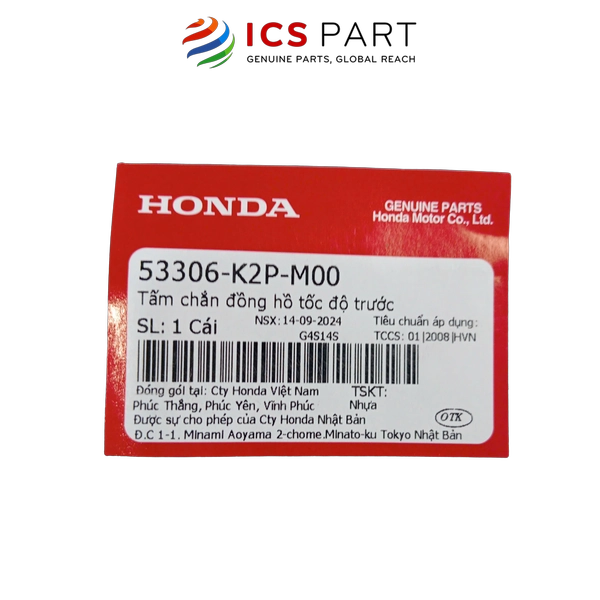 ICS PART
GENUINE PARTS, GLOBAL REACH
HONDA
GENUINE PARTS
Honda Motor Co., Ltd.
53306-K2P-M00
Tấm chắn đồng hồ tốc độ trước
SL: 1 Cái
NSX: 14-09-2024
Tiêu chuẩn áp dụng:
G4S14S
TCCS: 01|2008|HVN
Đóng gói tại: Cty Honda Việt Nam
TSKT:
Phúc Thắng, Phúc Yên, Vĩnh Phúc
Nhựa
Được sự cho phép của Cty Honda Nhật Bản
OTK
Đ.C 1-1. Minami Aoyama 2-chome.Minato-ku Tokyo Nhật Bản